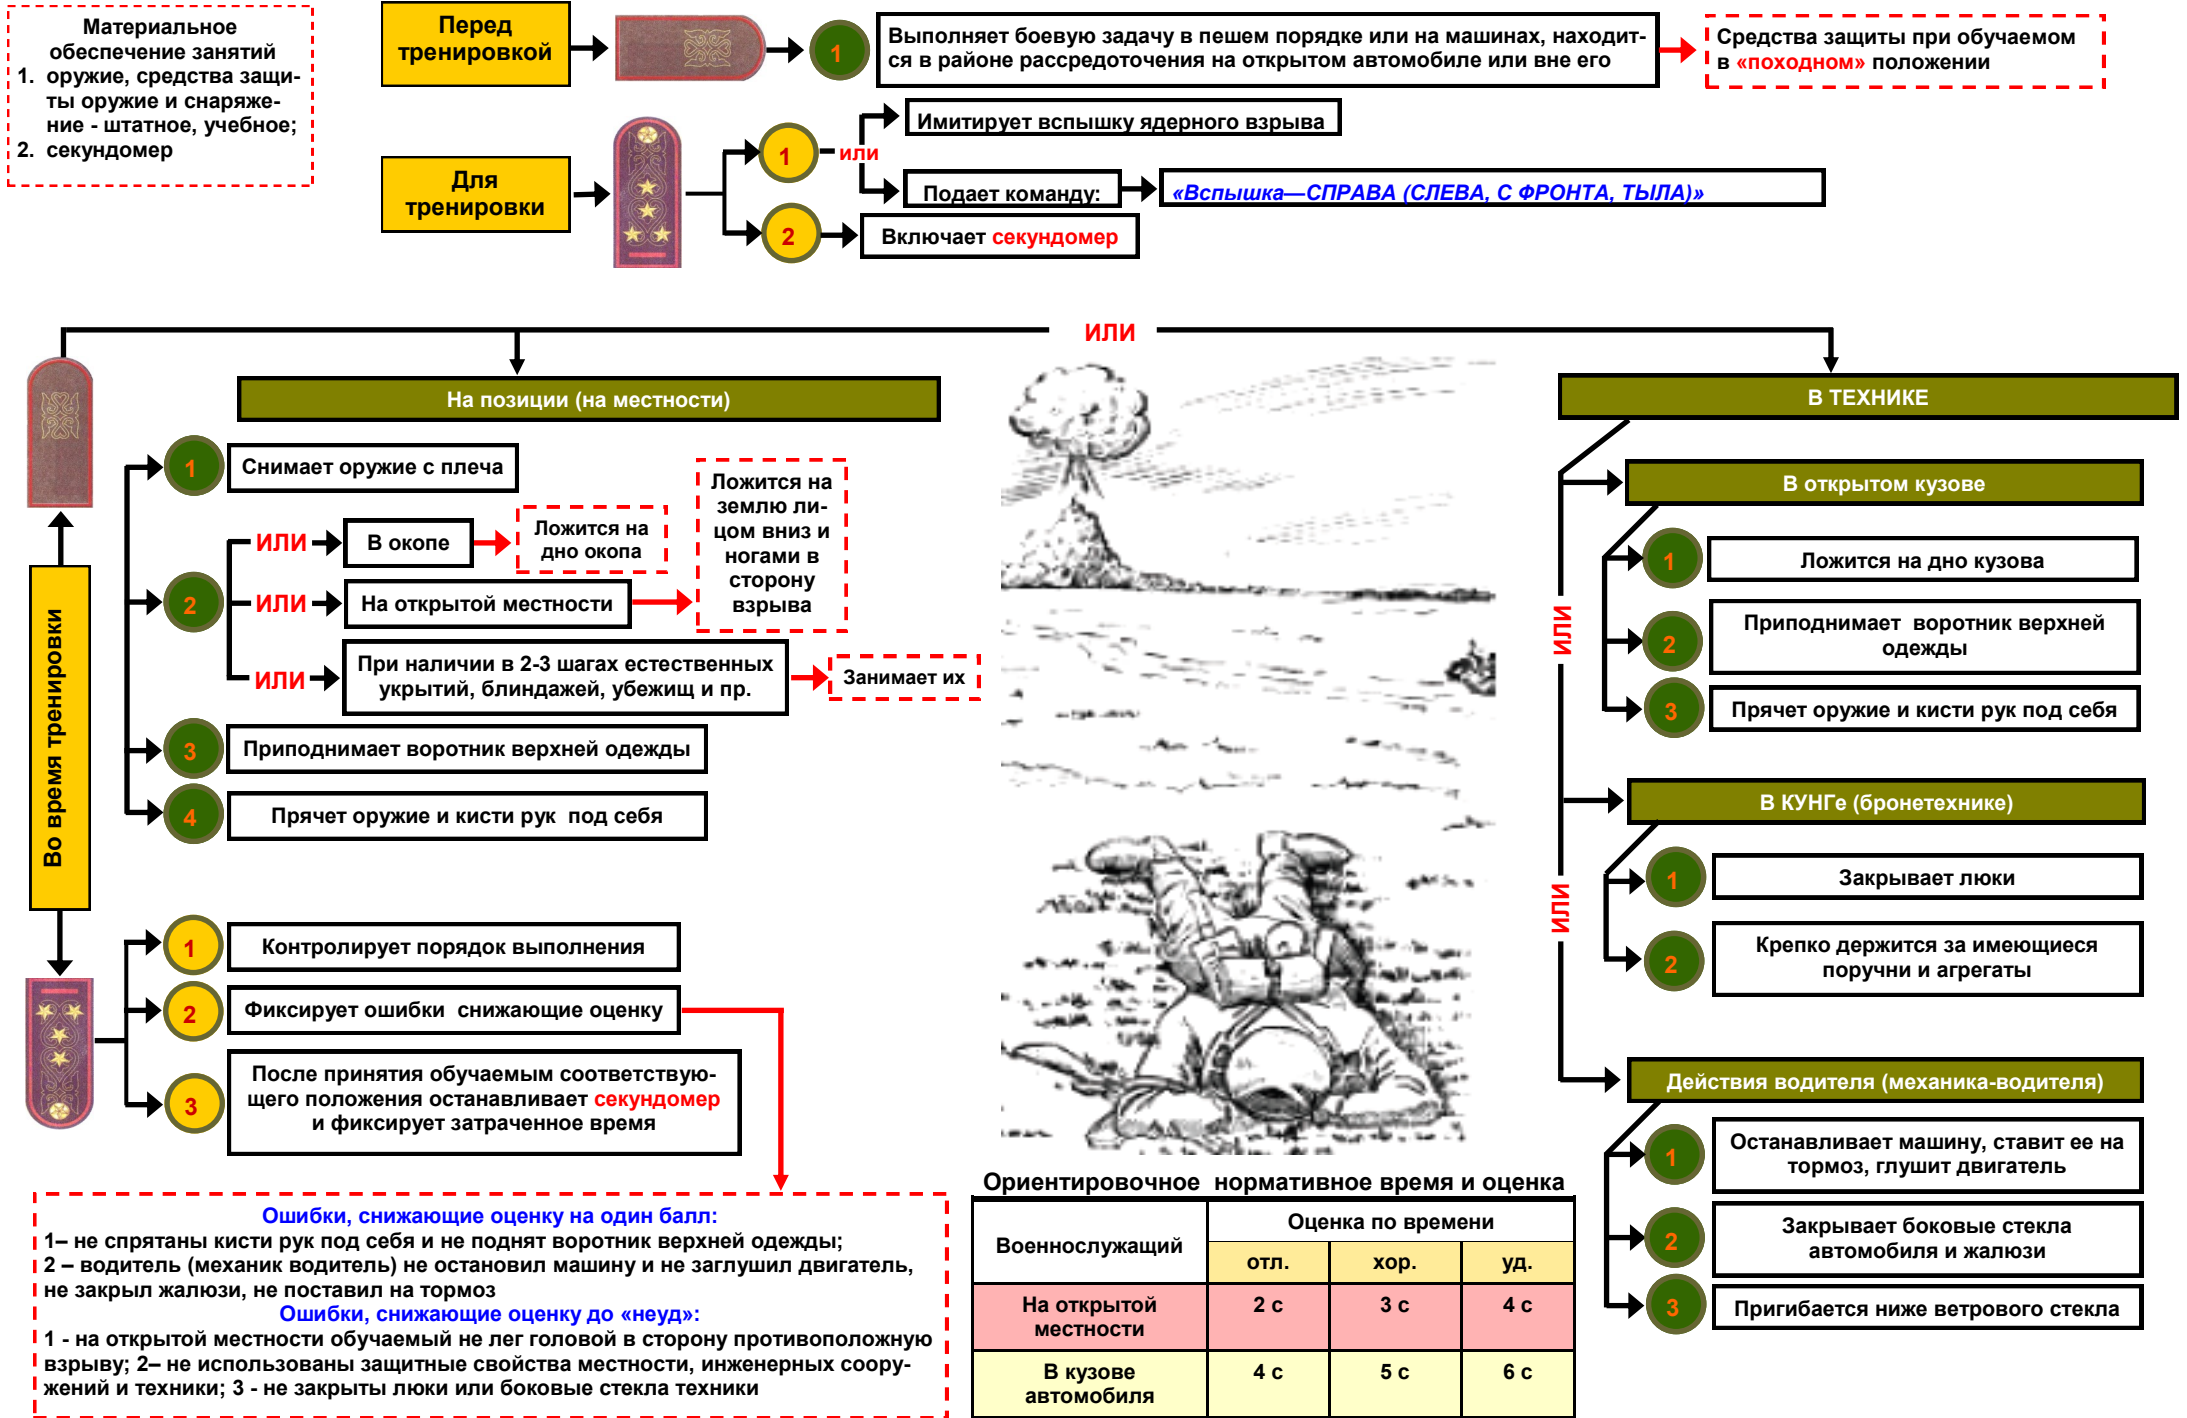 Материальное
обеспечение занятий
1. оружие, средства защи-
ты оружие и снаряже-
ние - штатное, учебное;
2. секундомер
Перед
тренировкой
1
Выполняет боевую задачу в пешем порядке или на машинах, находит-
ся в районе рассредоточения на открытом автомобиле или вне его
Средства защиты при обучаемом
в «походном» положении
Для
тренировки
1
или
Имитирует вспышку ядерного взрыва
Подает команду:
«Вспышка—СПРАВА (СЛЕВА, С ФРОНТА, ТЫЛА)»
2
Включает секундомер
ИЛИ
Во время тренировки
На позиции (на местности)
1
Снимает оружие с плеча
2
ИЛИ
В окопе
Ложится на
дно окопа
ИЛИ
На открытой местности
Ложится на
землю ли-
цом вниз и
ногами в
сторону
взрыва
ИЛИ
При наличии в 2-3 шагах естественных
укрытий, блиндажей, убежищ и пр.
Занимает их
3
Приподнимает воротник верхней одежды
4
Прячет оружие и кисти рук под себя
1
Контролирует порядок выполнения
2
Фиксирует ошибки снижающие оценку
3
После принятия обучаемым соответствую-
щего положения останавливает секундомер
и фиксирует затраченное время
Ошибки, снижающие оценку на один балл:
1– не спрятаны кисти рук под себя и не поднят воротник верхней одежды;
2 – водитель (механик водитель) не остановил машину и не заглушил двигатель,
не закрыл жалюзи, не поставил на тормоз
Ошибки, снижающие оценку до «неуд»:
1 - на открытой местности обучаемый не лег головой в сторону противоположную
взрыву; 2– не использованы защитные свойства местности, инженерных соору-
жений и техники; 3 - не закрыты люки или боковые стекла техники
Ориентировочное нормативное время и оценка
Военнослужащий
Оценка по времени
отл. хор. уд.
На открытой
местности
2 с 3 с 4 с
В кузове
автомобиля
4 с 5 с 6 с
В ТЕХНИКЕ
В открытом кузове
1
Ложится на дно кузова
2
Приподнимает воротник верхней
одежды
3
Прячет оружие и кисти рук под себя
ИЛИ
В КУНГе (бронетехнике)
1
Закрывает люки
2
Крепко держится за имеющиеся
поручни и агрегаты
ИЛИ
Действия водителя (механика-водителя)
1
Останавливает машину, ставит ее на
тормоз, глушит двигатель
2
Закрывает боковые стекла
автомобиля и жалюзи
3
Пригибается ниже ветрового стекла